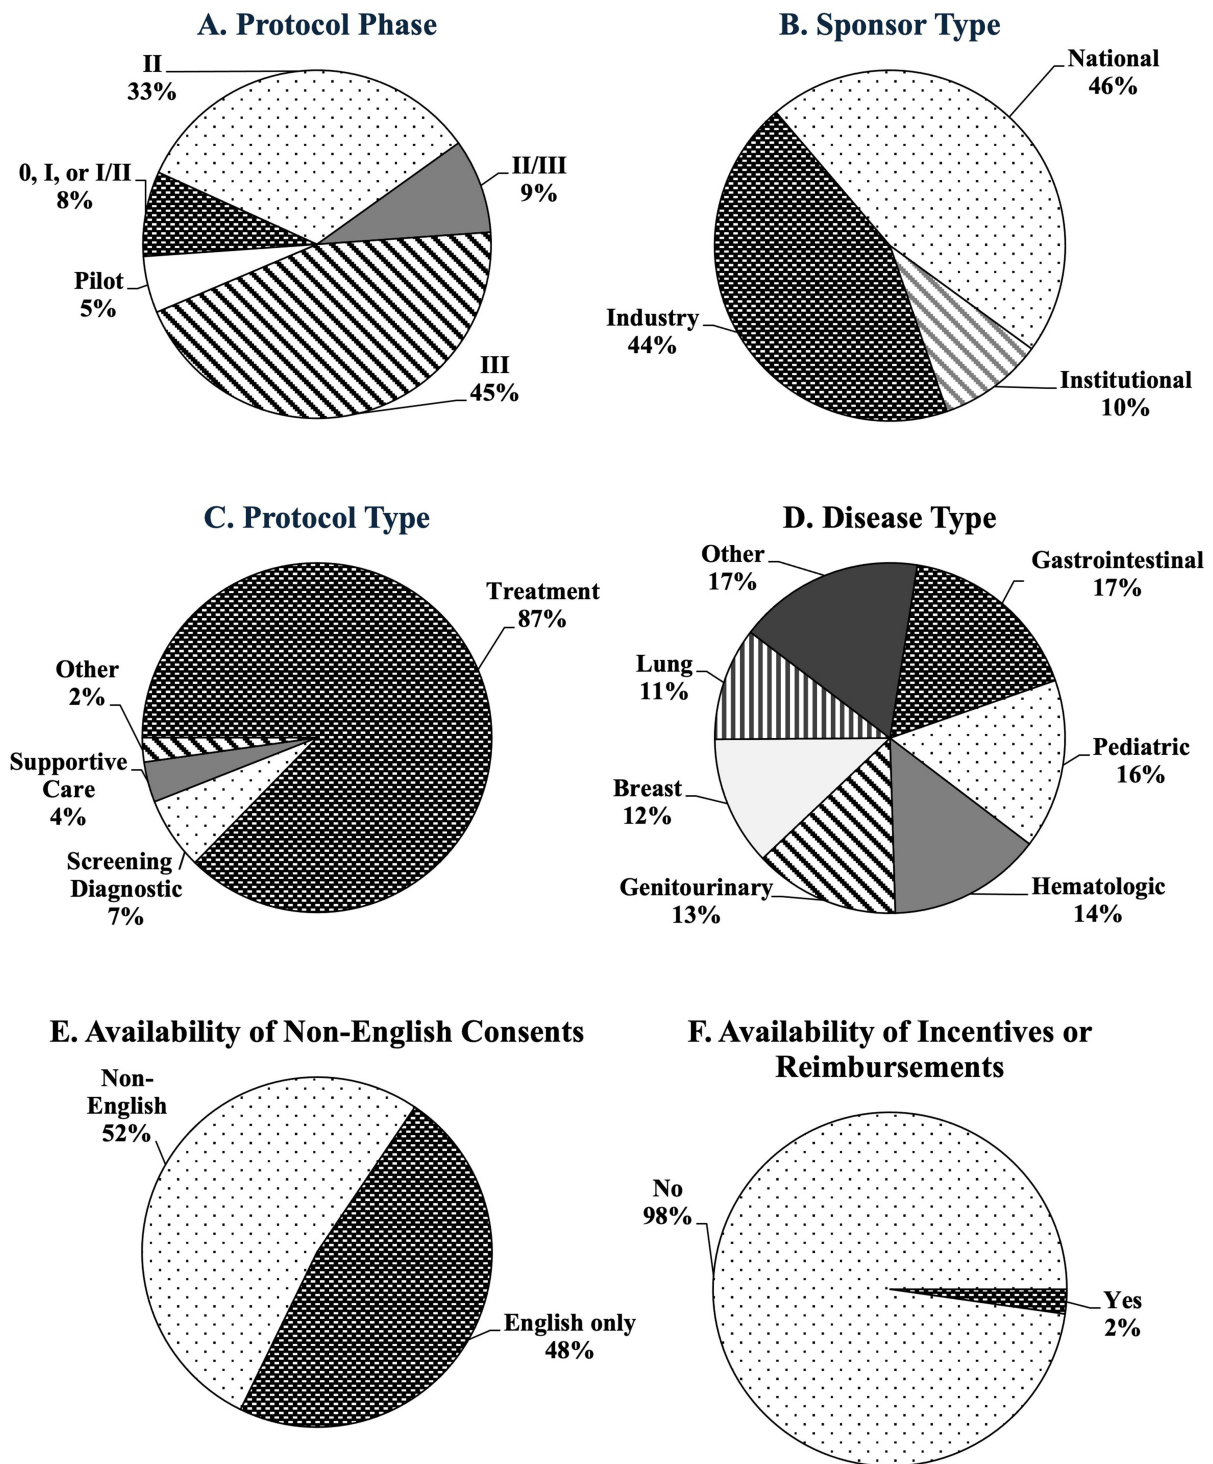 A. Protocol Phase
II
33%
0, I, or I/II
8%
Pilot
5%
II/III
9%
III
45%
B. Sponsor Type
National
46%
Industry
44%
Institutional
10%
C. Protocol Type
Treatment
87%
Other
2%
Supportive
Care
4%
Screening /
Diagnostic
7%
D. Disease Type
Other
17%
Gastrointestinal
17%
Lung
11%
Pediatric
16%
Breast
12%
Genitourinary
13%
Hematologic
14%
E. Availability of Non-English Consents
Non-
English
52%
English only
48%
F. Availability of Incentives or
Reimbursements
No
98%
Yes
2%